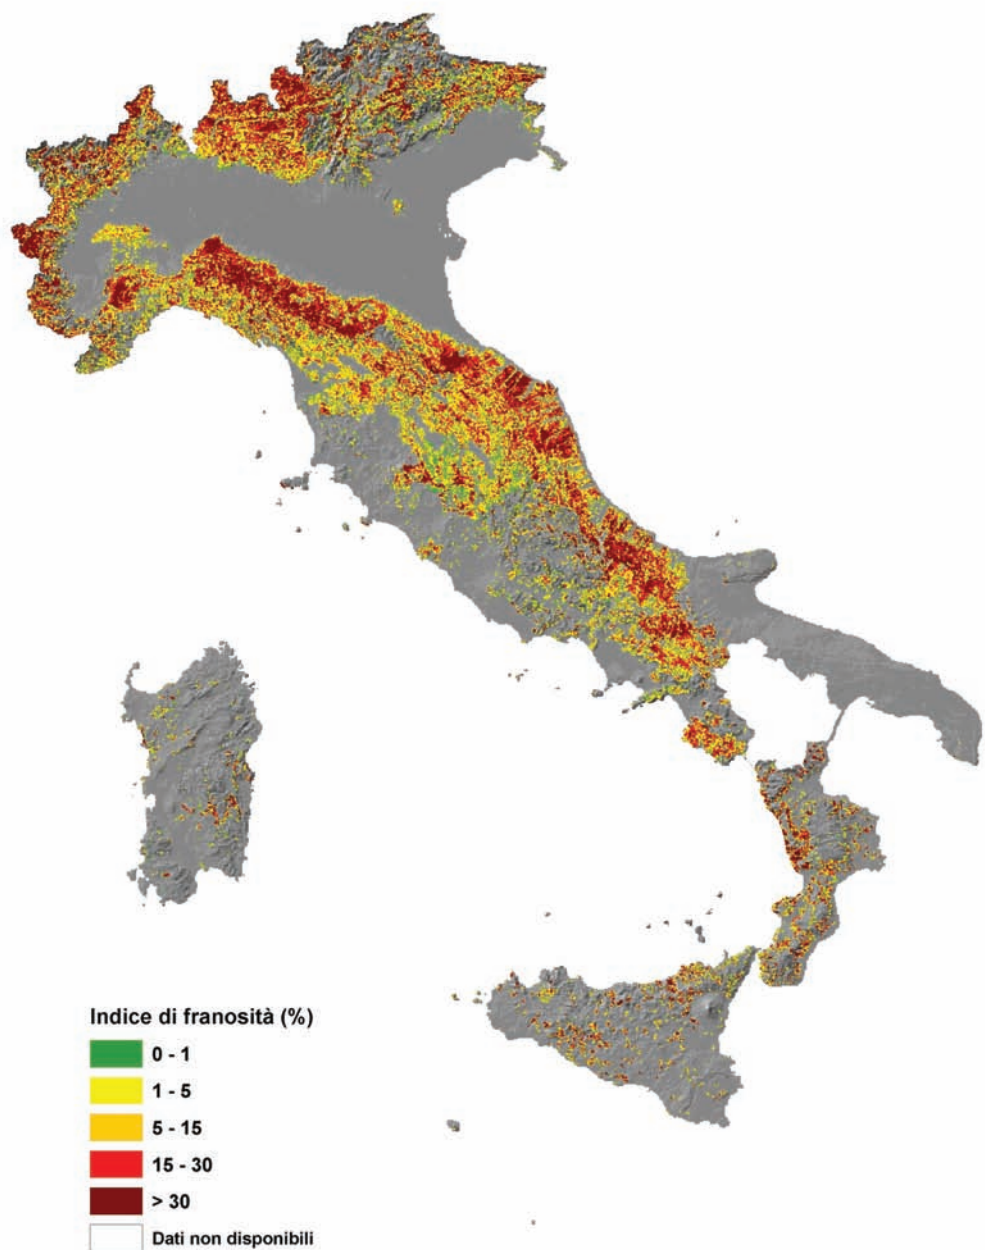 Indice di franosità (%)
0 - 1
1 - 5
5 - 15
15 - 30
> 30
Dati non disponibili